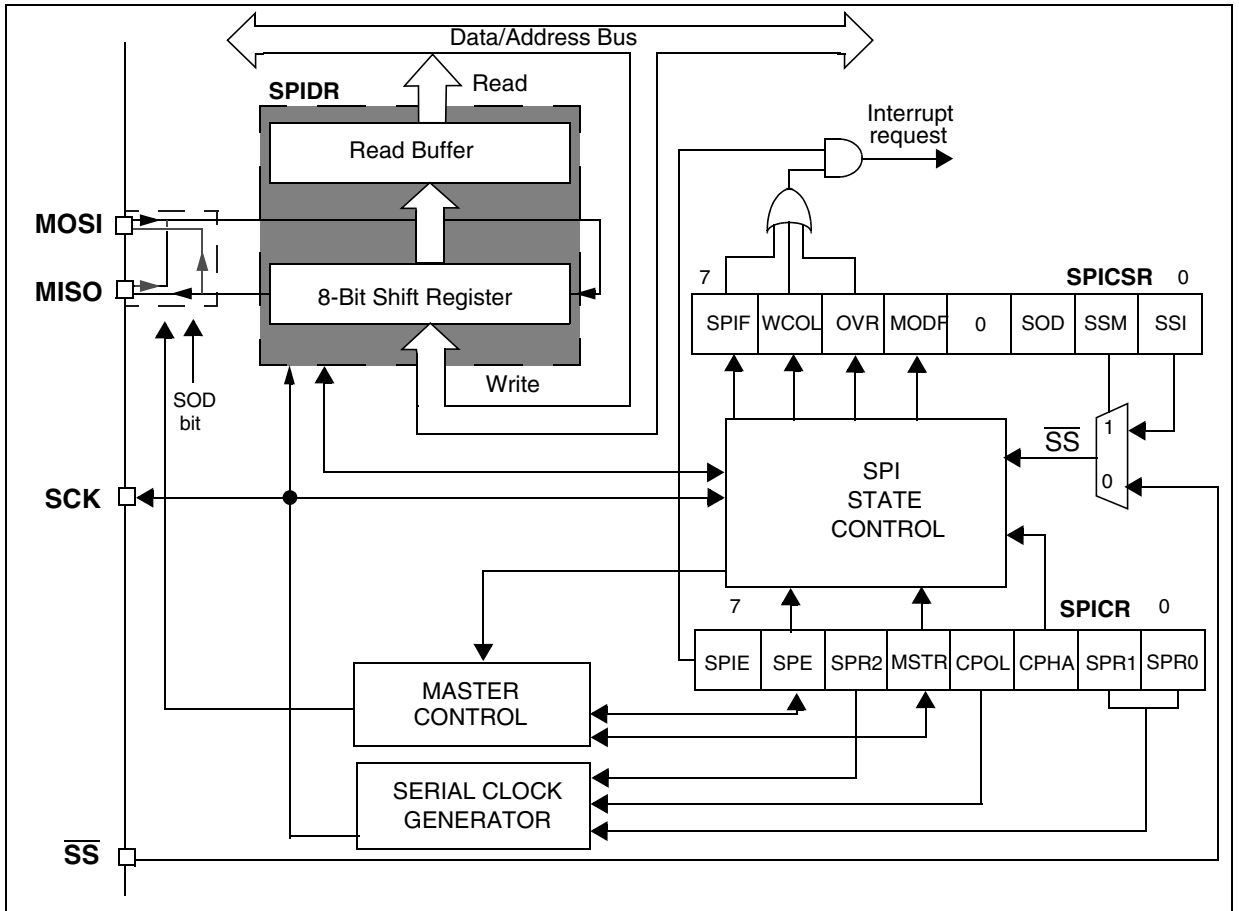 Data/Address Bus
SPIDR
Read
Interrupt
request
Read Buffer
MOSI
MISO
8-Bit Shift Register
SPICSR
7
0
SPIF WCOL OVR MODF 0 SOD SSM SSI
Write
SOD
bit
1
SS
0
SPI
STATE
CONTROL
SCK
7
SPICR
0
SPIE SPE SPR2 MSTR CPOL CPHA SPR1 SPR0
MASTER
CONTROL
SERIAL CLOCK
GENERATOR
SS